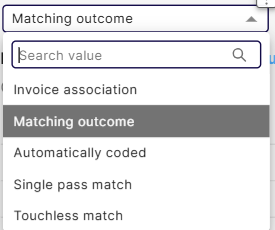 Matching outcome
Search value
Invoice association
Matching outcome
Automatically coded
Single pass match
Touchless match